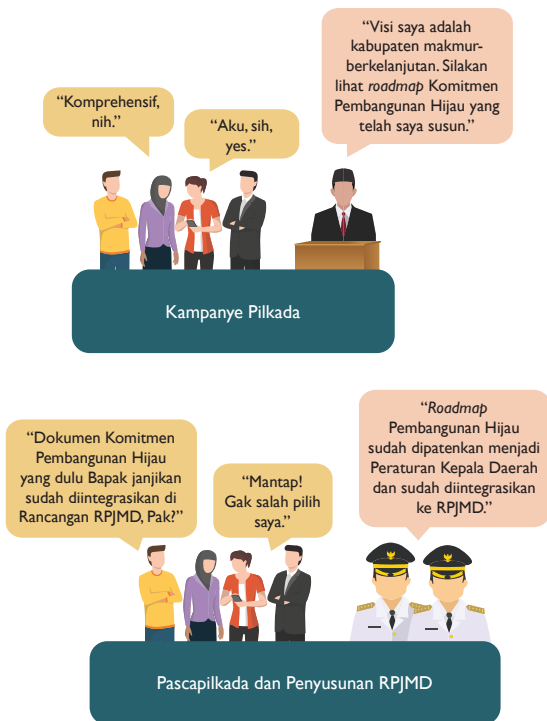 “Visi saya adalah
kabupaten makmur-
berkelanjutan. Silakan
lihat roadmap Komitmen
Pembangunan Hijau yang
telah saya susun.”
“Komprehensif,
nih.”
“Aku, sih,
yes.”
Kampanye Pilkada
“Roadmap
Pembangunan Hijau
sudah dipatenkan menjadi
Peraturan Kepala Daerah
dan sudah diintegrasikan
ke RPJMD.”
“Dokumen Komitmen
Pembangunan Hijau
yang dulu Bapak janjikan
sudah diintegrasikan di
Rancangan RPJMD, Pak?”
“Mantap!
Gak salah pilih
saya.”
Pascapilkada dan Penyusunan RPJMD